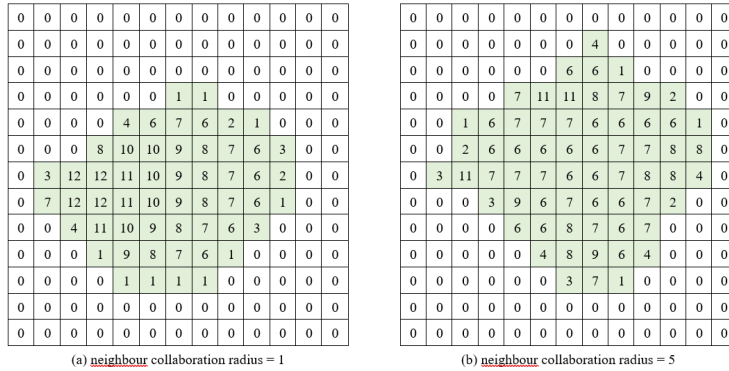 0 0 0 0 0 0 0 0 0 0 0 0 0
0 0 0 0 0 0 0 0 0 0 0 0 0
0 0 0 0 0 0 0 0 0 0 0 0 0
0 0 0 0 0 0 1 1 0 0 0 0 0
0 0 0 0 4 6 7 6 2 1 0 0 0
0 0 0 8 10 10 9 8 7 6 3 0 0
0 3 12 12 11 10 9 8 7 6 2 0 0
0 7 12 12 11 10 9 8 7 6 1 0 0
0 0 4 11 10 9 8 7 6 3 0 0 0
0 0 0 1 9 8 7 6 1 0 0 0 0
0 0 0 0 1 1 1 1 0 0 0 0 0
0 0 0 0 0 0 0 0 0 0 0 0 0
0 0 0 0 0 0 0 0 0 0 0 0 0
(a) neighbour collaboration radius = 1
0 0 0 0 0 0 0 0 0 0 0 0 0
0 0 0 0 0 0 0 4 0 0 0 0 0
0 0 0 0 0 0 6 6 1 0 0 0 0
0 0 0 0 7 11 11 8 7 9 2 0 0
0 0 1 6 7 7 7 6 6 6 6 1 0
0 0 2 6 6 6 6 6 7 7 8 8 0
0 3 11 7 7 7 6 6 7 8 8 4 0
0 0 0 3 9 6 7 6 6 7 2 0 0
0 0 0 0 6 6 8 7 6 7 0 0 0
0 0 0 0 0 4 8 9 6 4 0 0 0
0 0 0 0 0 0 3 7 1 0 0 0 0
0 0 0 0 0 0 0 0 0 0 0 0 0
0 0 0 0 0 0 0 0 0 0 0 0 0
(b) neighbour collaboration radius = 5